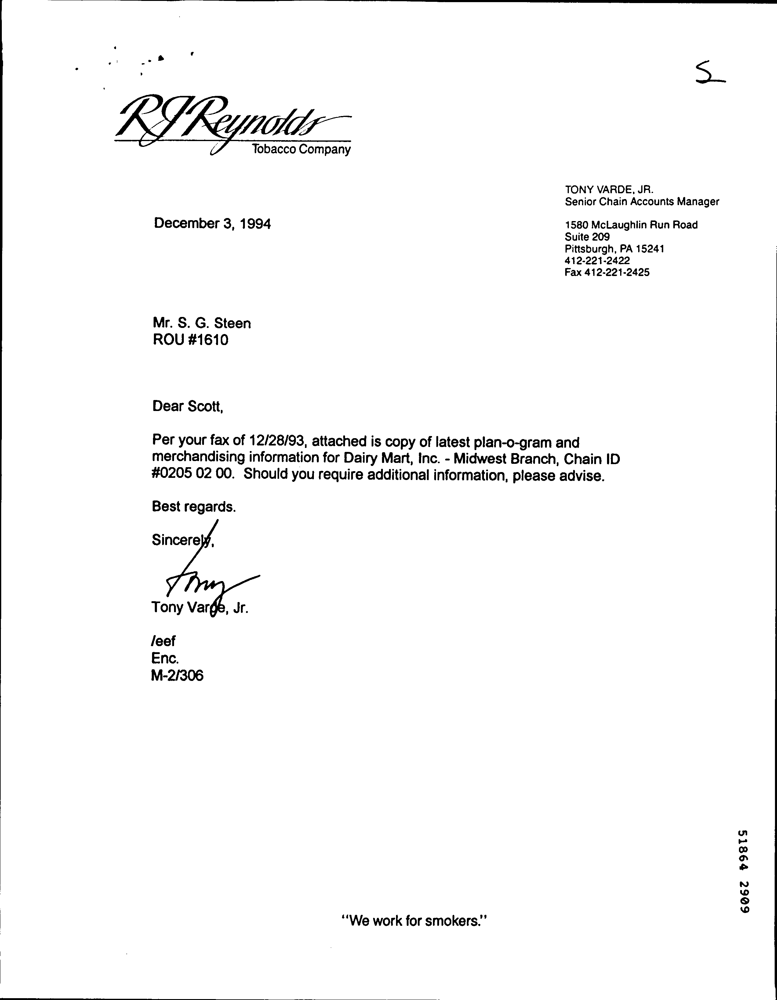 S
RJReynolds
Tobacco Company
TONY VARDE, JR.
Senior Chain Accounts Manager
December 3, 1994
1580 McLaughlin Run Road
Suite 209
Pittsburgh, PA 15241
412-221-2422
Fax 412-221-2425
Mr. S. G. Steen
ROU #1610
Dear Scott,
Per your fax of 12/28/93, attached is copy of latest plan-o-gram and
merchandising information for Dairy Mart, Inc. - Midwest Branch, Chain ID
#0205 02 00. Should you require additional information, please advise.
Best regards.
Sincerely,
Tony
Tony Varde, Jr.
/eef
Enc.
M-2/306
51864 2909
"We work for smokers."